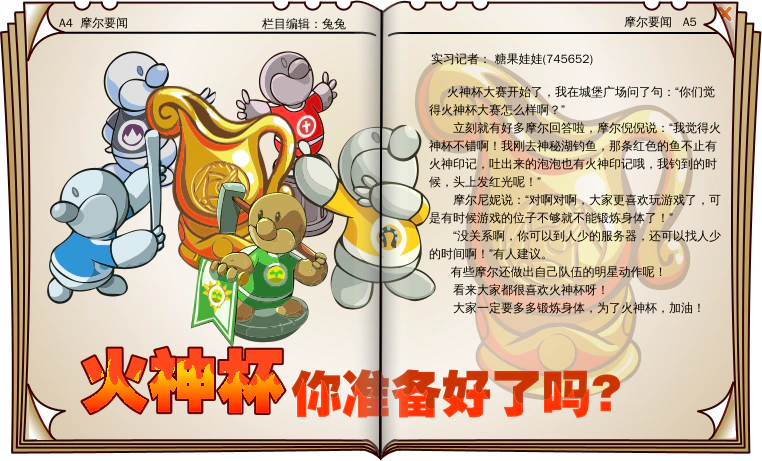 A4 摩尔要闻
栏目编辑：兔兔
摩尔要闻 A5
实习记者： 糖果娃娃(745652)
火神杯大赛开始了，我在城堡广场问了句：“你们觉
得火神杯大赛怎么样啊？”
立刻就有好多摩尔回答啦，摩尔倪倪说：“我觉得火
神杯不错啊！我刚去神秘湖钓鱼，那条红色的鱼不止有
火神印记，吐出来的泡泡也有火神印记哦，我钓到的时
候，头上发红光呢！”
摩尔尼妮说：“对啊对啊，大家更喜欢玩游戏了，可
是有时候游戏的位子不够就不能锻炼身体了！”
“没关系啊，你可以到人少的服务器，还可以找人少
的时间啊！”有人建议。
有些摩尔还做出自己队伍的明星动作呢！
看来大家都很喜欢火神杯呀！
大家一定要多多锻炼身体，为了火神杯，加油！
火神杯 你准备好了吗?